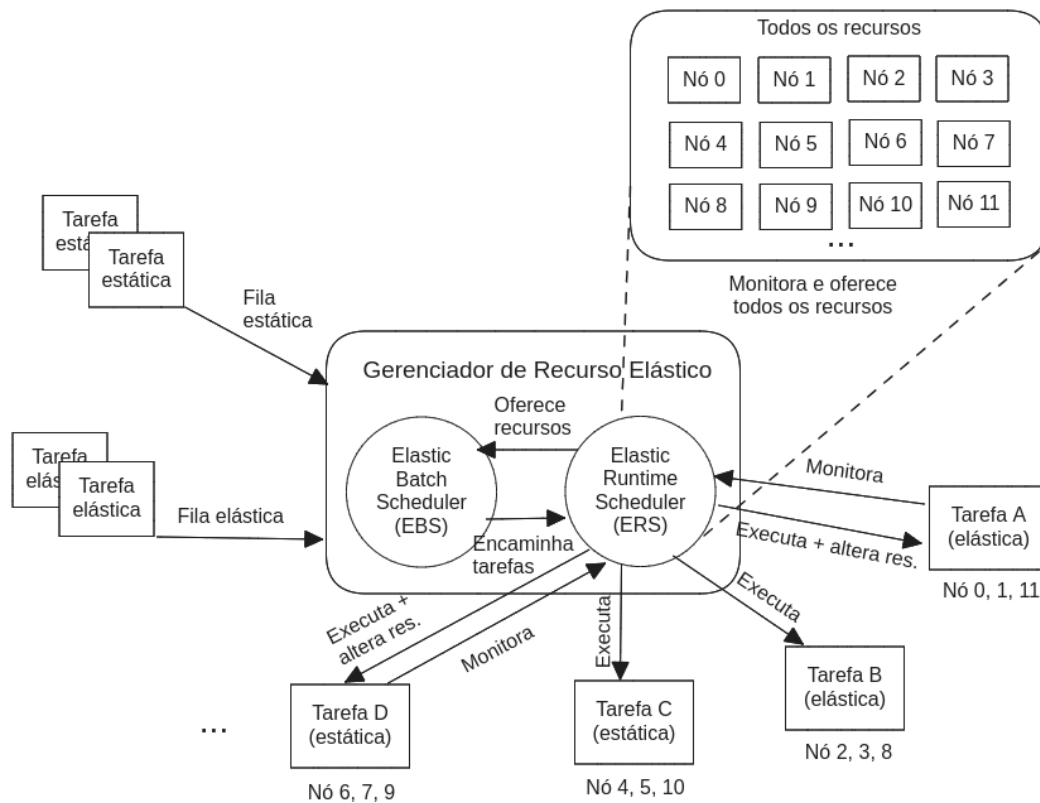 Todos os recursos
Nó 0
Nó 1
Nó 2
Nó 3
Nó 4
Nó 5
Nó 6
Nó 7
Nó 8
Nó 9
Nó 10
Nó 11
...
Monitora e oferece
todos os recursos
Tarefa
está
Tarefa
estática
Fila
estática
Gerenciador de Recurso Elástico
Oferece
recursos
Elastic
Batch
Scheduler
(EBS)
Elastic
Runtime
Scheduler
(ERS)
Encaminha
tarefas
Tarefa
elás
Tarefa
elástica
Fila elástica
Monitora
Executa + altera res.
Tarefa A
(elástica)
Nó 0, 1, 11
Executa +
altera res.
Monitora
Executa
Executa
Tarefa B
(elástica)
Nó 2, 3, 8
Tarefa C
(estática)
Nó 4, 5, 10
Tarefa D
(estática)
Nó 6, 7, 9
...